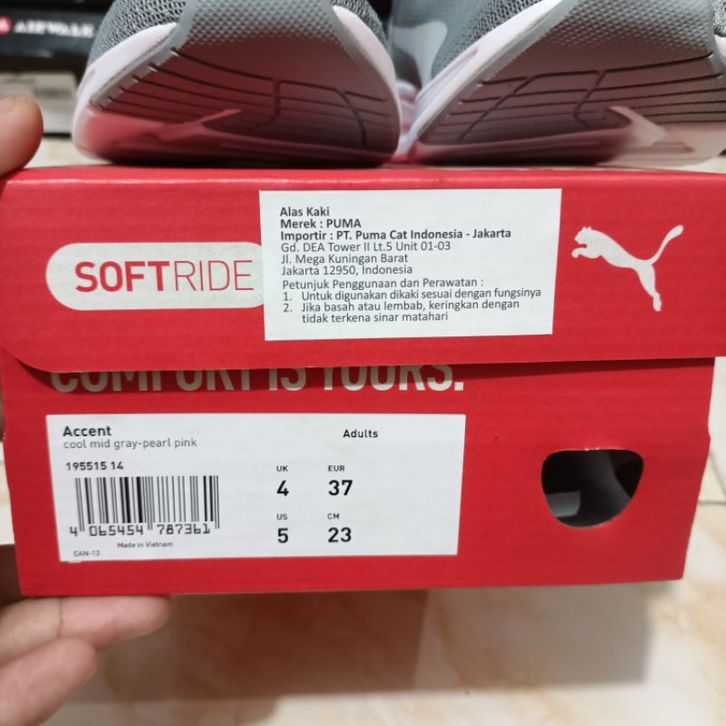 AIRWALK
SOFTRIDE
Alas Kaki
Merek : PUMA
Importir : PT. Puma Cat Indonesia - Jakarta
Gd. DEA Tower II Lt.5 Unit 01-03
Jl. Mega Kuningan Barat
Jakarta 12950, Indonesia
Petunjuk Penggunaan dan Perawatan :
1. Untuk digunakan dikaki sesuai dengan fungsinya
2. Jika basah atau lembab, keringkan dengan
tidak terkena sinar matahari
COMFORT IS YOURS.
Accent
Adults
cool mid gray-pearl pink
195515 14
UK
EUR
4
37
US
CM
5
23
4 065454 787361
Made in Vietnam
CAN-13